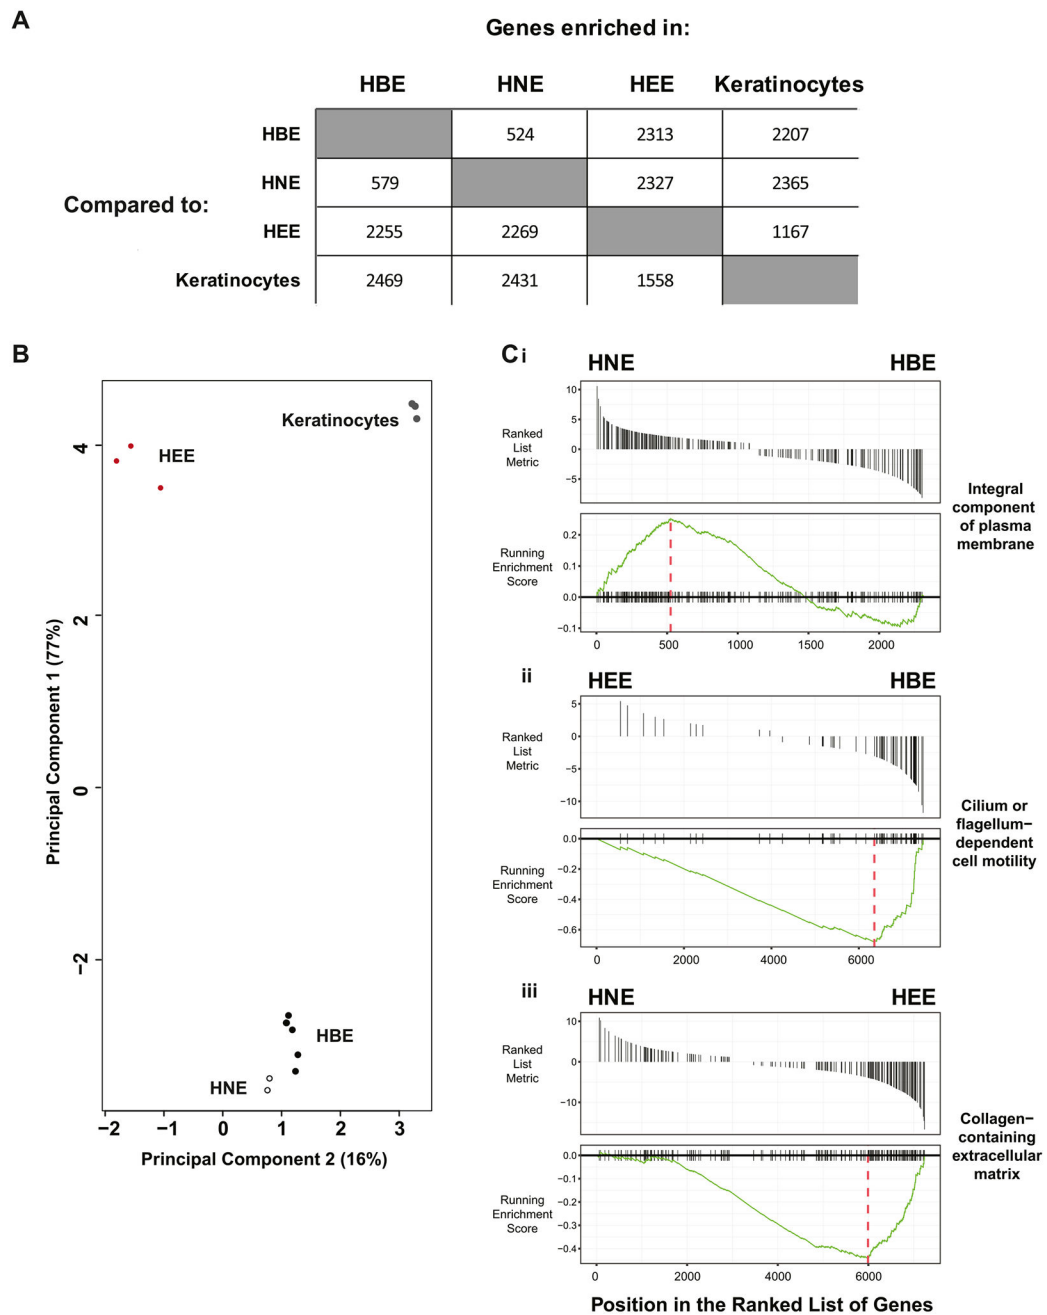 A
Genes enriched in:
HBE HNE HEE Keratinocytes
HBE 524 2313 2207
HNE 579 2327 2365
Compared to:
HEE 2255 2269 1167
Keratinocytes 2469 2431 1558
B
4
2
0
−2
Principal Component 1 (77%)
Keratinocytes
HEE
HBE
HNE
−2 −1 0 1 2 3
Principal Component 2 (16%)
C i
HNE HBE
10
5
0
−5
Ranked
List
Metric
0.2
0.1
0.0
−0.1
Running
Enrichment
Score
0 500 1000 1500 2000
Integral
component
of plasma
membrane
ii
HEE HBE
5
0
−5
−10
Ranked
List
Metric
0.0
−0.2
−0.4
−0.6
Running
Enrichment
Score
0 2000 4000 6000
Cilium or
flagellum−
dependent
cell motility
iii
HNE HEE
10
0
−10
Ranked
List
Metric
0.0
−0.1
−0.2
−0.3
−0.4
Running
Enrichment
Score
0 2000 4000 6000
Collagen−
containing
extracellular
matrix
Position in the Ranked List of Genes